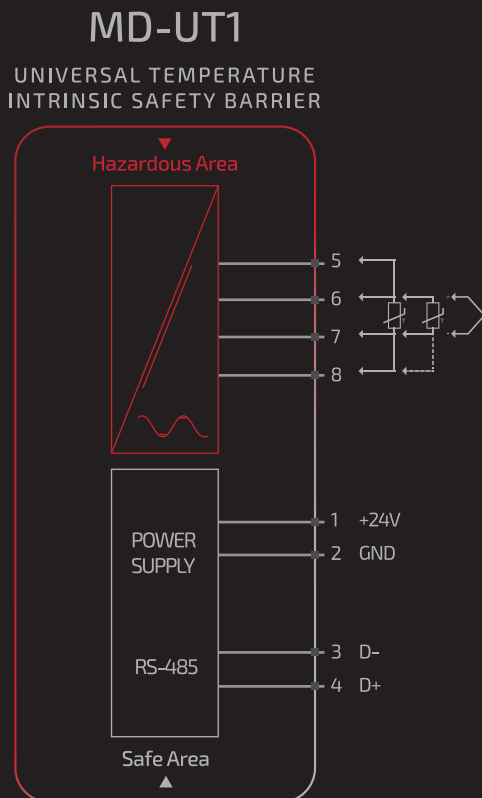 MD-UT1
UNIVERSAL TEMPERATURE
INTRINSIC SAFETY BARRIER
Hazardous Area
5
6
7
8
+
T
T
-
POWER
SUPPLY
1 +24V
2 GND
RS-485
3 D-
4 D+
Safe Area